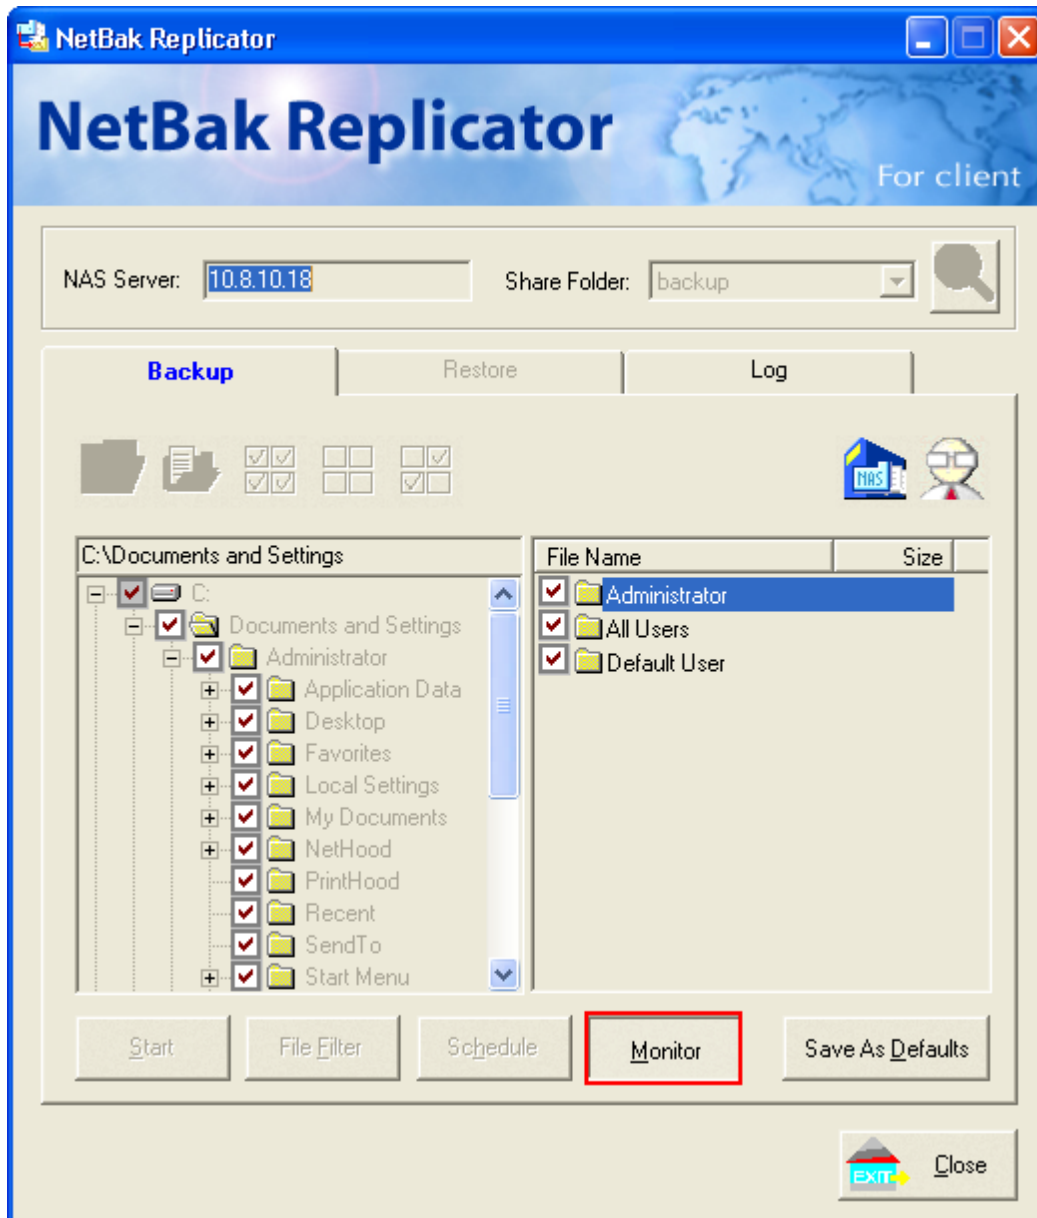 NetBak Replicator
NetBak Replicator
For client
NAS Server: 10.8.10.18 Share Folder: backup
Backup Restore Log
NAS
C:\Documents and Settings
C:
Documents and Settings
Administrator
Application Data
Desktop
Favorites
Local Settings
My Documents
NetHood
PrintHood
Recent
SendTo
Start Menu
File Name Size
Administrator
All Users
Default User
Start File Filter Schedule Monitor Save As Defaults
EXIT Close